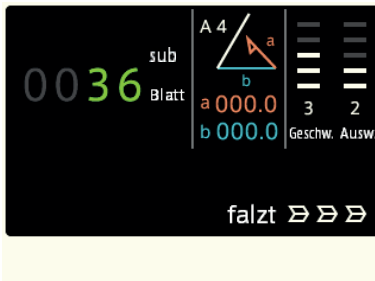 0036
sub
Blatt
A 4
a
b
a 000.0
b 000.0
3
Geschw.
2
Ausw.
falzt